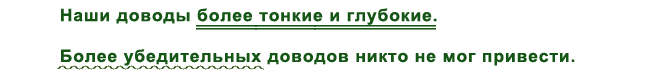 Наши доводы более тонкие и глубокие.
Более убедительных доводов никто не мог привести.